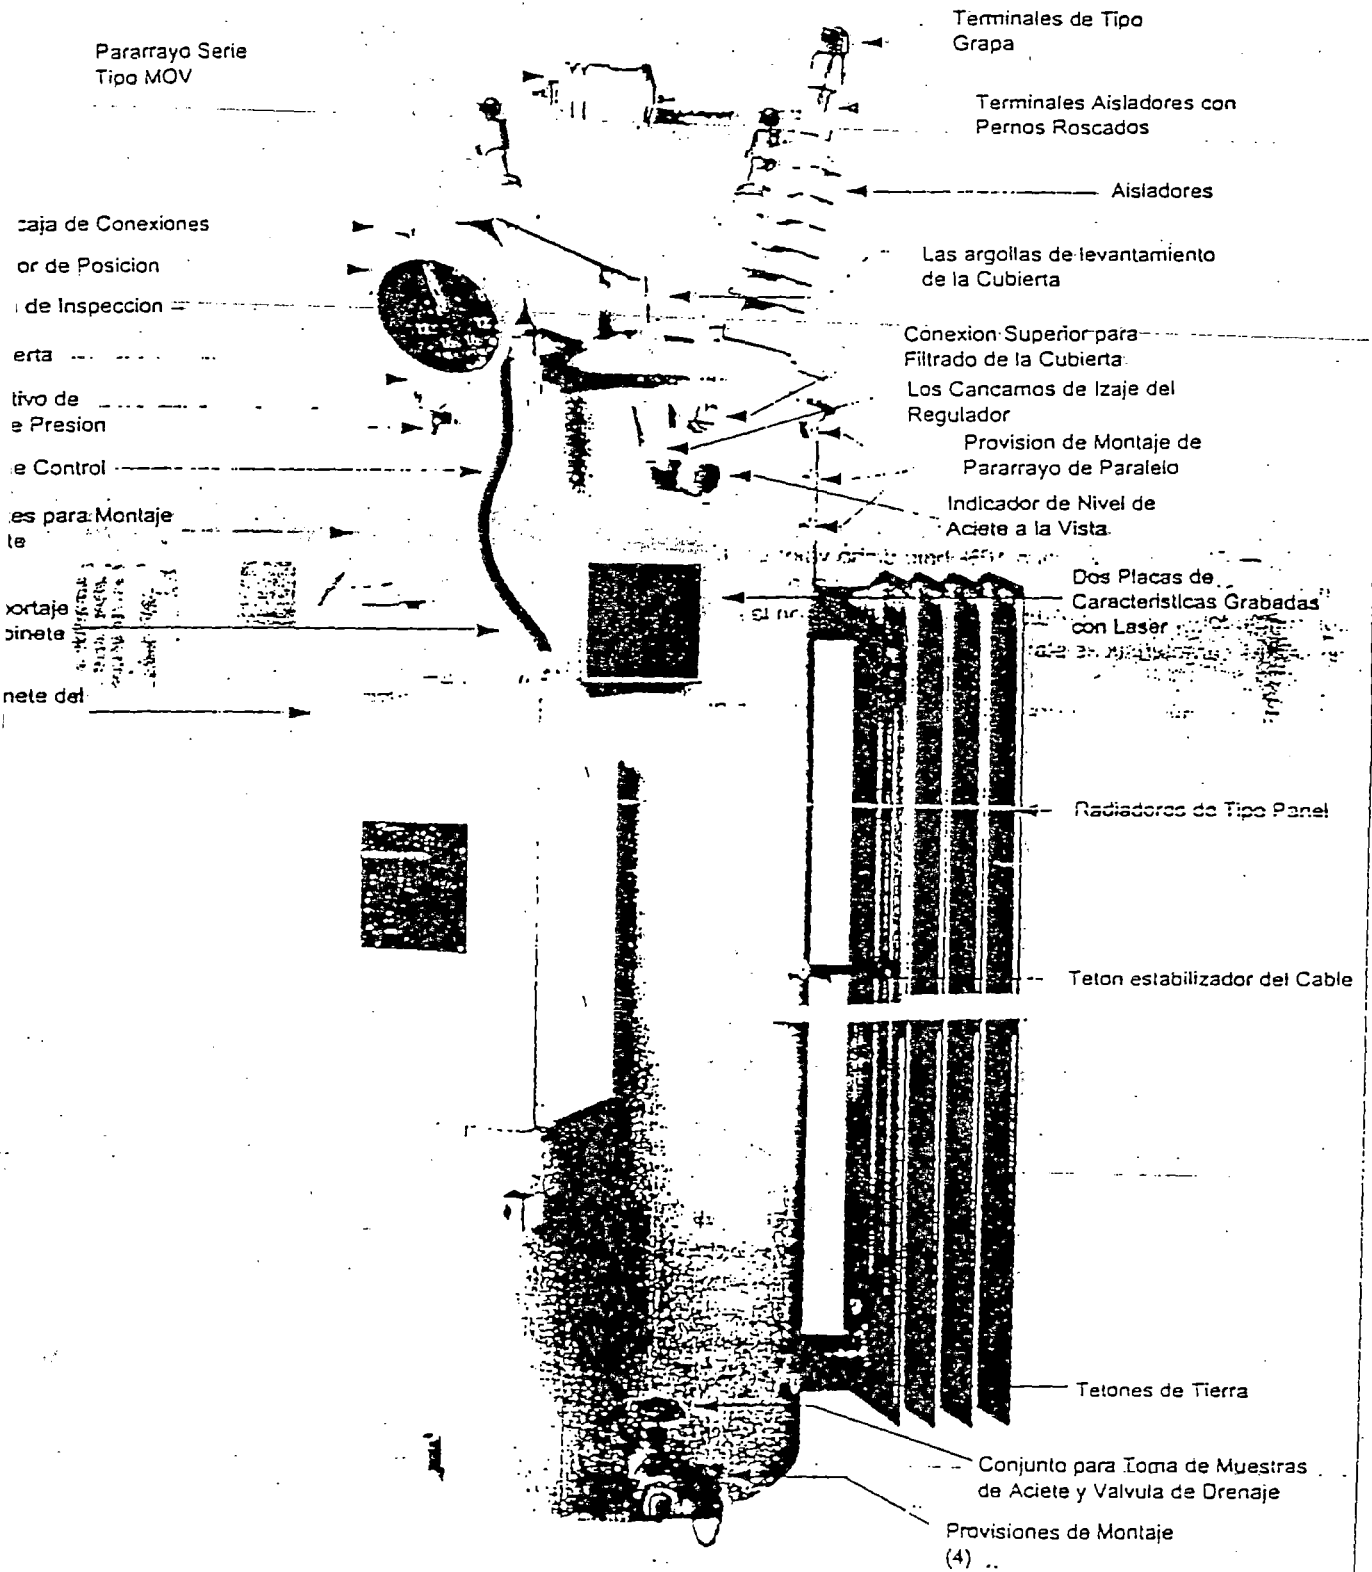 Pararrayo Serie
Tipo MOV
caja de Conexiones
or de Posicion
de Inspeccion
erta
tivo de
e Presion
e Control
es para Montaje
te
portaje
binete
nete del
Terminales de Tipo
Grapa
Terminales Aisladores con
Pernos Roscados
Aisladores
Las argollas de levantamiento
de la Cubierta
Conexion Superior para
Filtrado de la Cubierta
Los Cancamos de Izaje del
Regulador
Provision de Montaje de
Pararrayo de Paralelo
Indicador de Nivel de
Aciete a la Vista
Dos Placas de
Caracteristicas Grabadas
con Laser
Radiadores de Tipo Panel
Teton estabilizador del Cable
Tetones de Tierra
Conjunto para Toma de Muestras
de Aciete y Valvula de Drenaje
Provisiones de Montaje
(4)